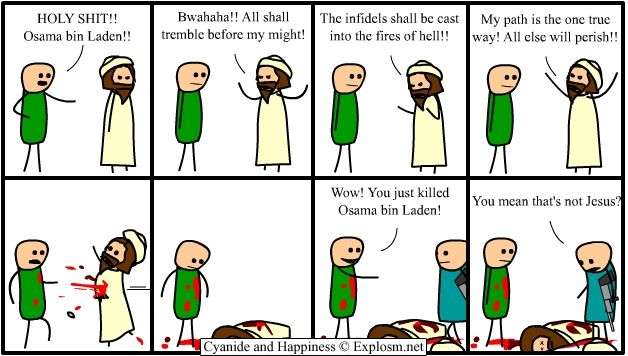 HOLY SHIT!!
Osama bin Laden!!
Bwahaha!! All shall
tremble before my might!
The infidels shall be cast
into the fires of hell!!
My path is the one true
way! All else will perish!!
Wow! You just killed
Osama bin Laden!
You mean that's not Jesus?
Cyanide and Happiness © Explosm.net